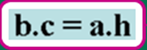 b.c = a.h